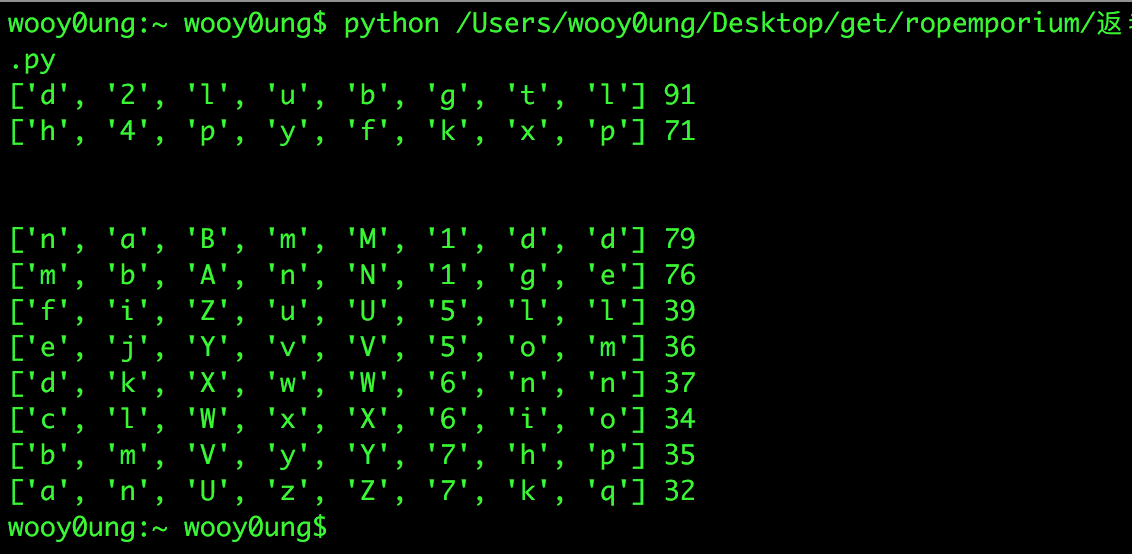 wooy0ung:~ wooy0ung$ python /Users/wooy0ung/Desktop/get/ropemporium/返
.py
['d', '2', 'l', 'u', 'b', 'g', 't', 'l'] 91
['h', '4', 'p', 'y', 'f', 'k', 'x', 'p'] 71
['n', 'a', 'B', 'm', 'M', '1', 'd', 'd'] 79
['m', 'b', 'A', 'n', 'N', '1', 'g', 'e'] 76
['f', 'i', 'Z', 'u', 'U', '5', 'l', 'l'] 39
['e', 'j', 'Y', 'v', 'V', '5', 'o', 'm'] 36
['d', 'k', 'X', 'w', 'W', '6', 'n', 'n'] 37
['c', 'l', 'W', 'x', 'X', '6', 'i', 'o'] 34
['b', 'm', 'V', 'y', 'Y', '7', 'h', 'p'] 35
['a', 'n', 'U', 'z', 'Z', '7', 'k', 'q'] 32
wooy0ung:~ wooy0ung$